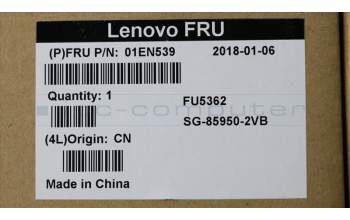 Lenovo FRU
(P)FRU P/N: 01EN539 2018-01-06
Quantity: 1
FU5362
SG-85950-2VB
(4L)Origin: CN
Made in China